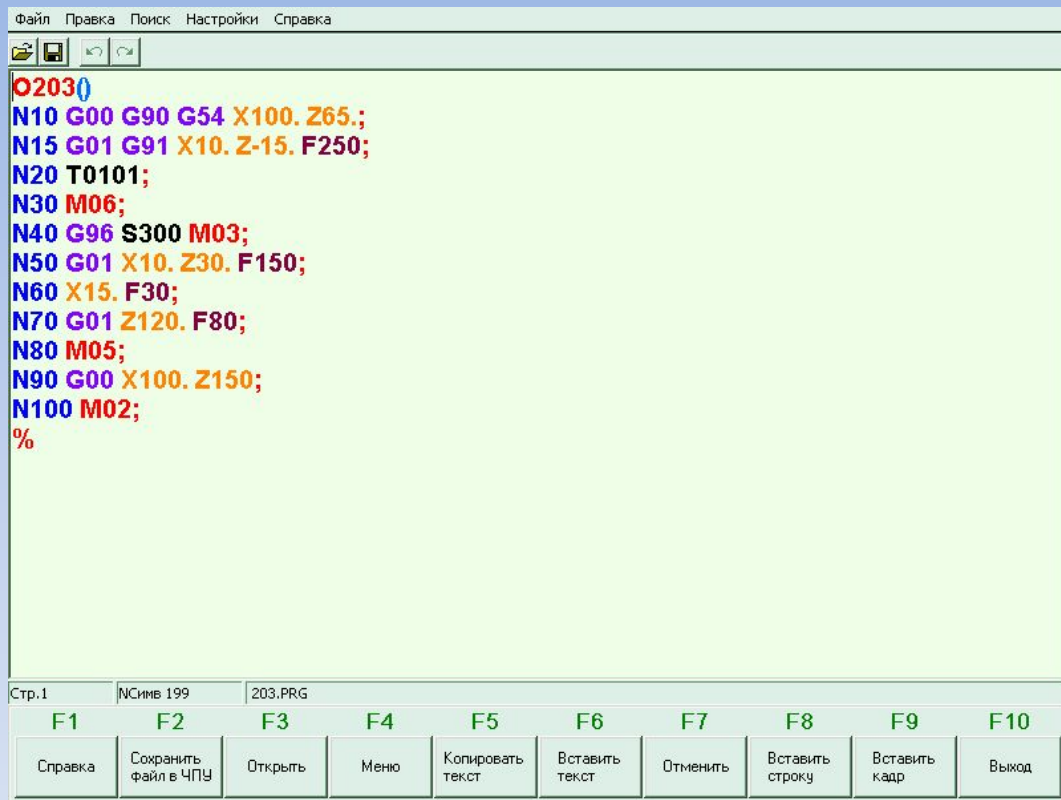 Файл Правка Поиск Настройки Справка
O203()
N10 G00 G90 G54 X100. Z65.;
N15 G01 G91 X10. Z-15. F250;
N20 T0101;
N30 M06;
N40 G96 S300 M03;
N50 G01 X10. Z30. F150;
N60 X15. F30;
N70 G01 Z120. F80;
N80 M05;
N90 G00 X100. Z150;
N100 M02;
%
Стр.1 NСимв 199 203.PRG
F1 F2 F3 F4 F5 F6 F7 F8 F9 F10
Справка Сохранить файл в ЧПУ Открыть Меню Копировать текст Вставить текст Отменить Вставить строку Вставить кадр Выход